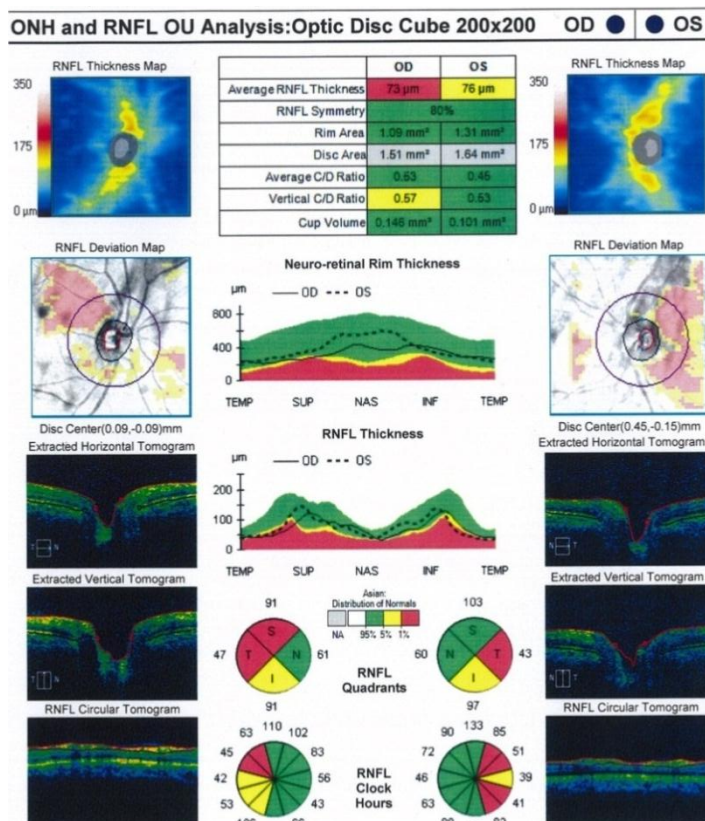 ONH and RNFL OU Analysis:Optic Disc Cube 200x200 OD OS
RNFL Thickness Map
350
175
0 µm
OD OS
Average RNFL Thickness 73 µm 76 µm
RNFL Symmetry 80%
Rim Area 1.09 mm² 1.31 mm²
Disc Area 1.51 mm² 1.64 mm²
Average C/D Ratio 0.53 0.45
Vertical C/D Ratio 0.57 0.53
Cup Volume 0.146 mm³ 0.101 mm³
RNFL Thickness Map
350
175
0 µm
RNFL Deviation Map
Disc Center(0.09,-0.09)mm
Neuro-retinal Rim Thickness
µm OD OS
800
400
0
TEMP SUP NAS INF TEMP
RNFL Deviation Map
Disc Center(0.45,-0.15)mm
Extracted Horizontal Tomogram
T N
RNFL Thickness
µm OD OS
200
100
0
TEMP SUP NAS INF TEMP
Extracted Horizontal Tomogram
N T
Extracted Vertical Tomogram
T N
Asian:
Distribution of Normals
NA 95% 5% 1%
91
47 S T N I 61
91
RNFL
Quadrants
103
60 S N T I 43
97
Extracted Vertical Tomogram
N T
RNFL Circular Tomogram
110
63 102
45 83
42 56
53 43
RNFL
Clock
Hours
133
90 85
72 51
46 39
63 41
RNFL Circular Tomogram